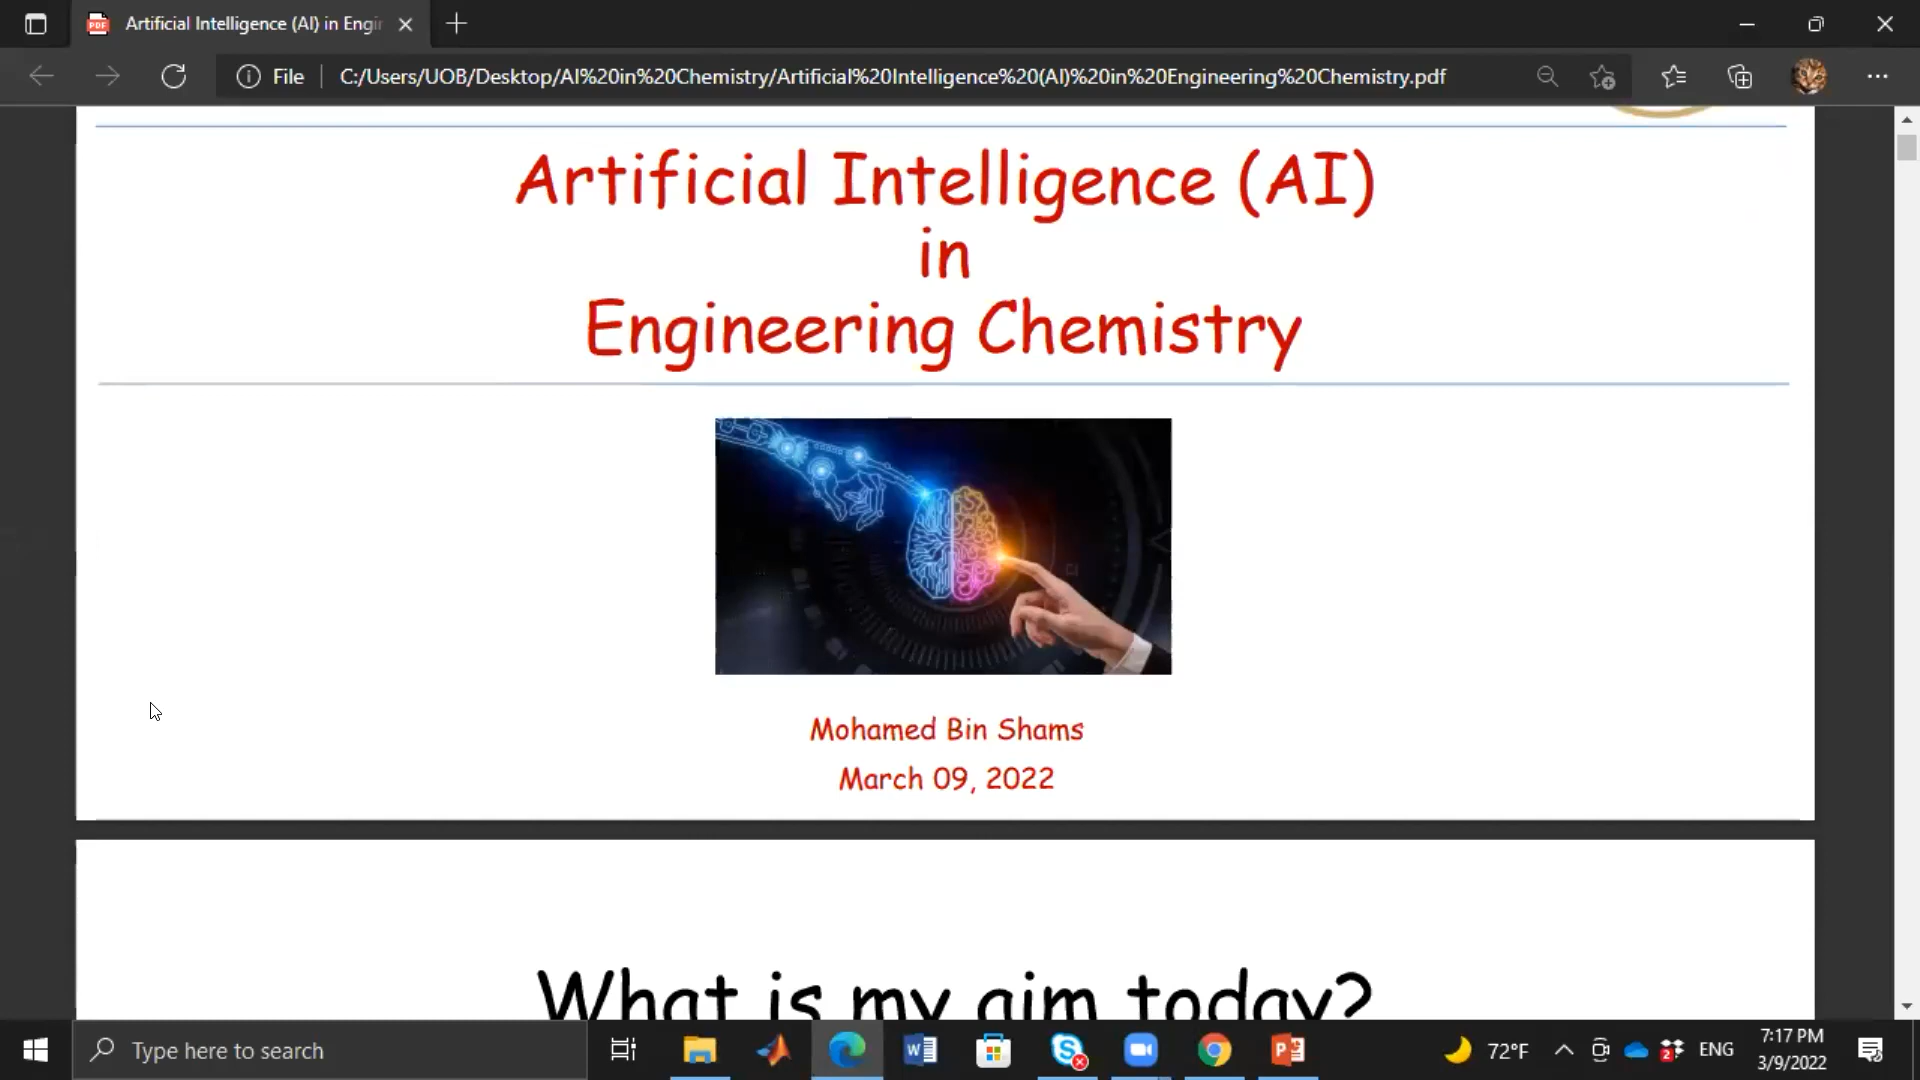 Artificial Intelligence (AI) in Engi
File
C:/Users/UOB/Desktop/AI%20in%20Chemistry/Artificial%20Intelligence%20(AI)%20in%20Engineering%20Chemistry.pdf
Artificial Intelligence (AI)
in
Engineering Chemistry
Mohamed Bin Shams
March 09, 2022
What is my aim today?
Type here to search
72°F
2
ENG
7:17 PM
3/9/2022